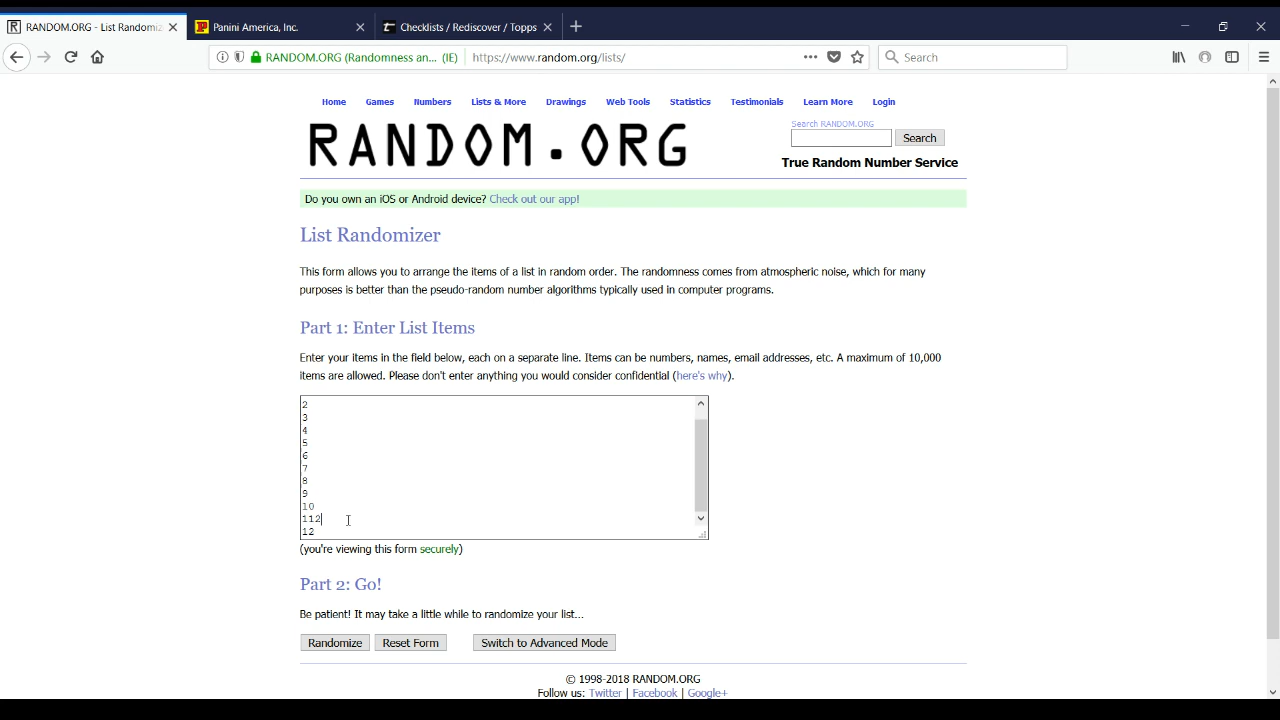 RANDOM.ORG - List Randomiz
Panini America, Inc.
Checklists / Rediscover / Topps
RANDOM.ORG (Randomness an... (IE)
https://www.random.org/lists/
Search
Home Games Numbers Lists & More Drawings Web Tools Statistics Testimonials Learn More Login
RANDOM.ORG
Search RANDOM.ORG
Search
True Random Number Service
Do you own an iOS or Android device? Check out our app!
List Randomizer
This form allows you to arrange the items of a list in random order. The randomness comes from atmospheric noise, which for many
purposes is better than the pseudo-random number algorithms typically used in computer programs.
Part 1: Enter List Items
Enter your items in the field below, each on a separate line. Items can be numbers, names, email addresses, etc. A maximum of 10,000
items are allowed. Please don't enter anything you would consider confidential (here's why).
2
3
4
5
6
7
8
9
10
112
12
(you're viewing this form securely)
Part 2: Go!
Be patient! It may take a little while to randomize your list...
Randomize Reset Form Switch to Advanced Mode
© 1998-2018 RANDOM.ORG
Follow us: Twitter | Facebook | Google+